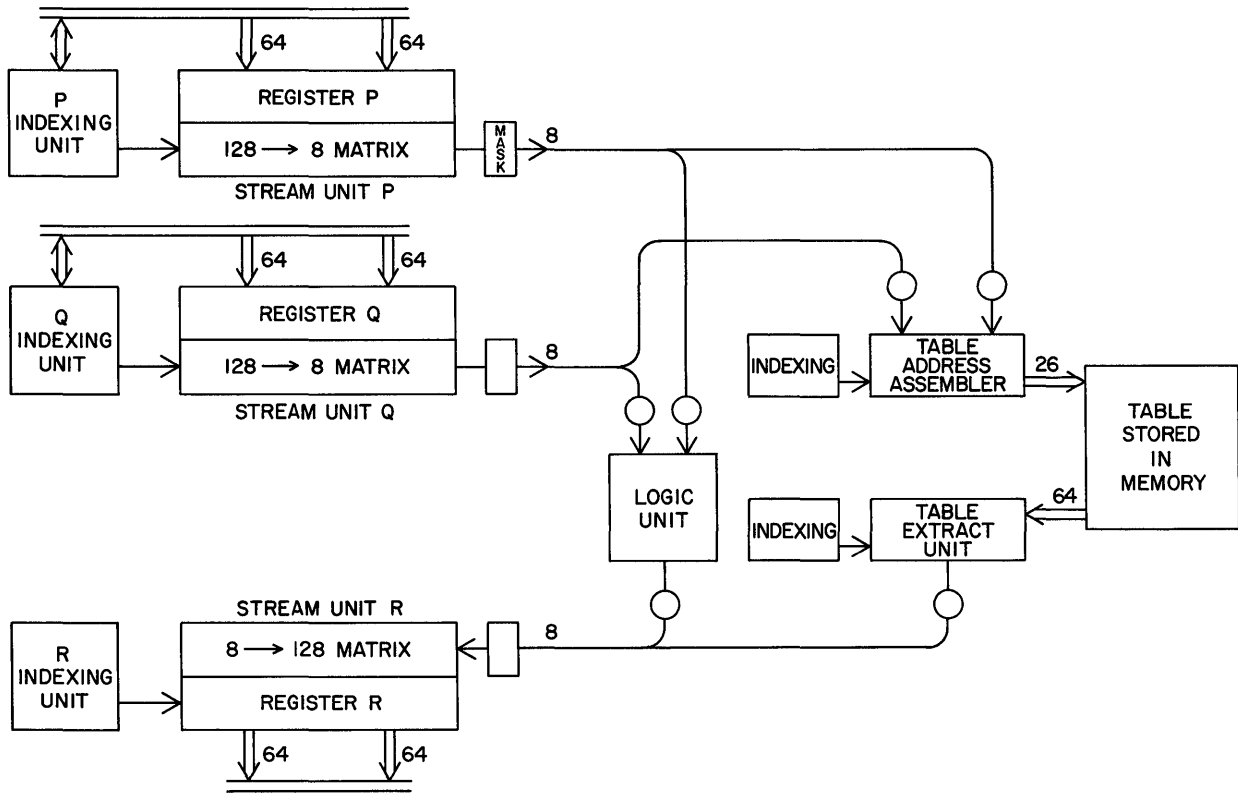 64
64
P
INDEXING
UNIT
REGISTER P
128 → 8 MATRIX
MASK
8
STREAM UNIT P
64
64
Q
INDEXING
UNIT
REGISTER Q
128 → 8 MATRIX
8
STREAM UNIT Q
INDEXING
TABLE
ADDRESS
ASSEMBLER
26
TABLE
STORED
IN
MEMORY
LOGIC
UNIT
INDEXING
TABLE
EXTRACT
UNIT
64
STREAM UNIT R
R
INDEXING
UNIT
8 → 128 MATRIX
REGISTER R
8
64
64